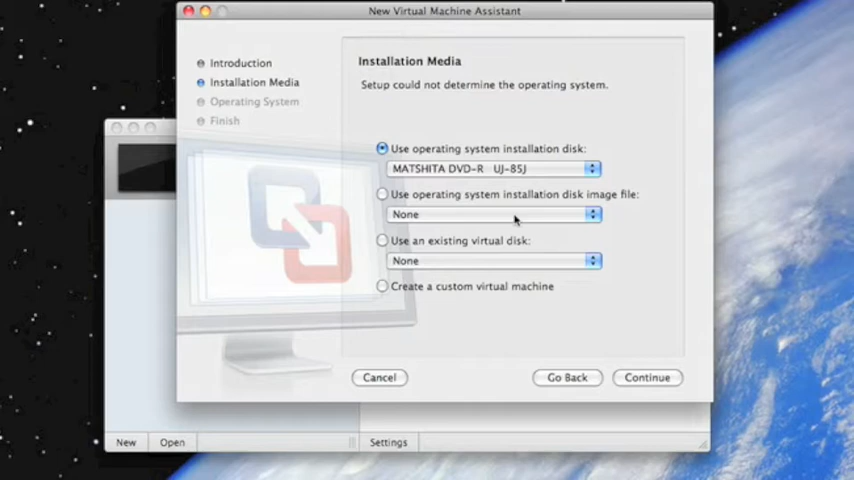 New Virtual Machine Assistant
Introduction
Installation Media
Operating System
Finish
Installation Media
Setup could not determine the operating system.
Use operating system installation disk:
MATSHITA DVD-R UJ-85J
Use operating system installation disk image file:
None
Use an existing virtual disk:
None
Create a custom virtual machine
Cancel
Go Back
Continue
New
Open
Settings